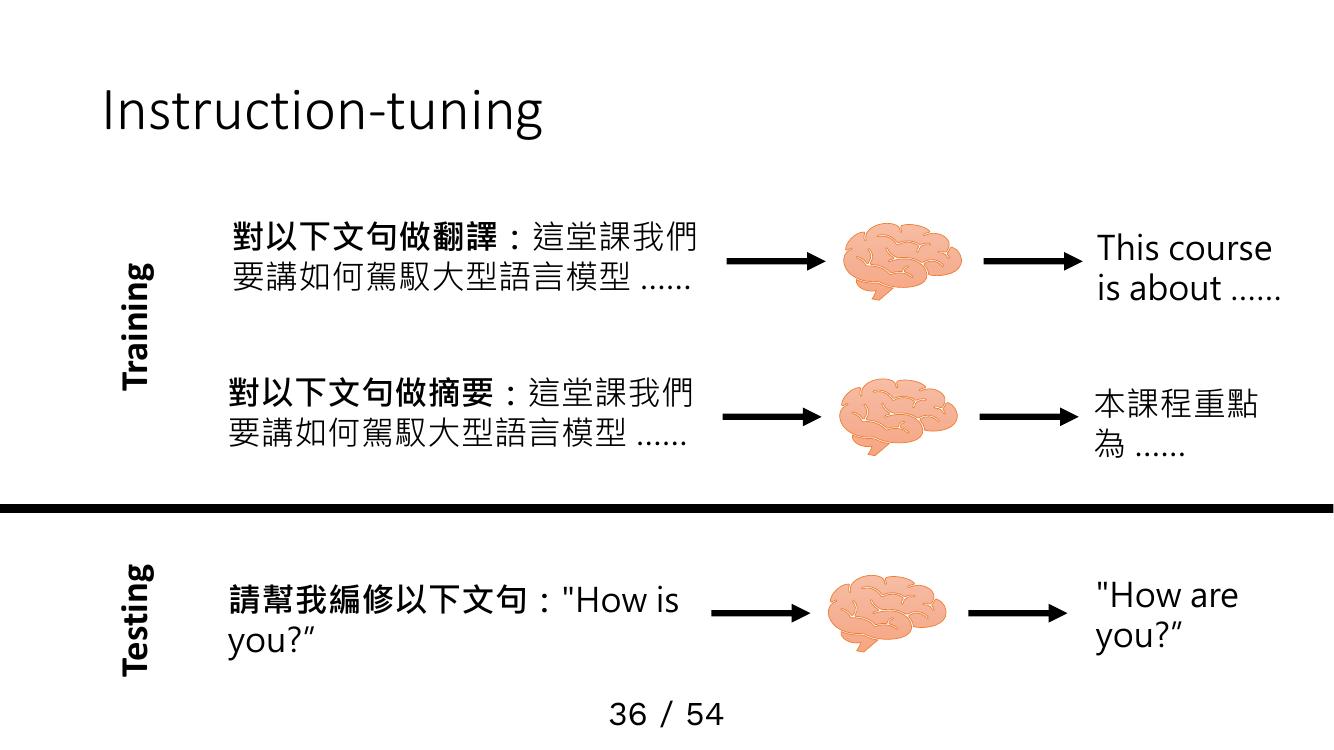 Instruction-tuning
Training
對以下文句做翻譯：這堂課我們
要講如何駕馭大型語言模型 ......
This course
is about ......
對以下文句做摘要：這堂課我們
要講如何駕馭大型語言模型 ......
本課程重點
為 ......
Testing
請幫我編修以下文句："How is
you?”
"How are
you?”
36 / 54